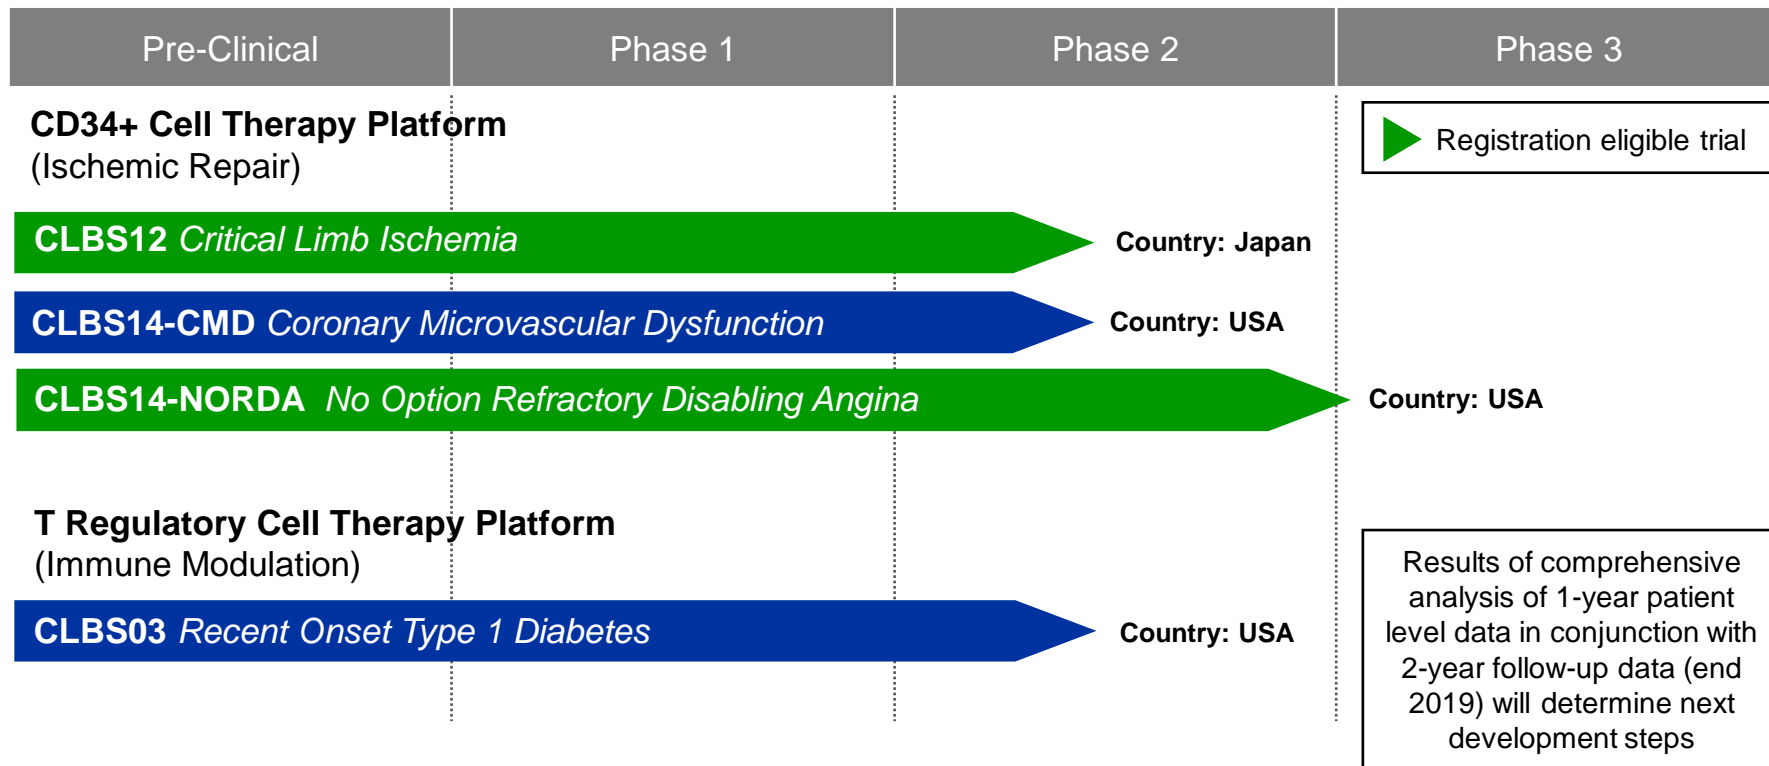 Pre-Clinical
Phase 1
Phase 2
Phase 3
CD34+ Cell Therapy Platform
(Ischemic Repair)
Registration eligible trial
CLBS12 Critical Limb Ischemia
Country: Japan
CLBS14-CMD Coronary Microvascular Dysfunction
Country: USA
CLBS14-NORDA No Option Refractory Disabling Angina
Country: USA
T Regulatory Cell Therapy Platform
(Immune Modulation)
CLBS03 Recent Onset Type 1 Diabetes
Country: USA
Results of comprehensive
analysis of 1-year patient
level data in conjunction with
2-year follow-up data (end
2019) will determine next
development steps